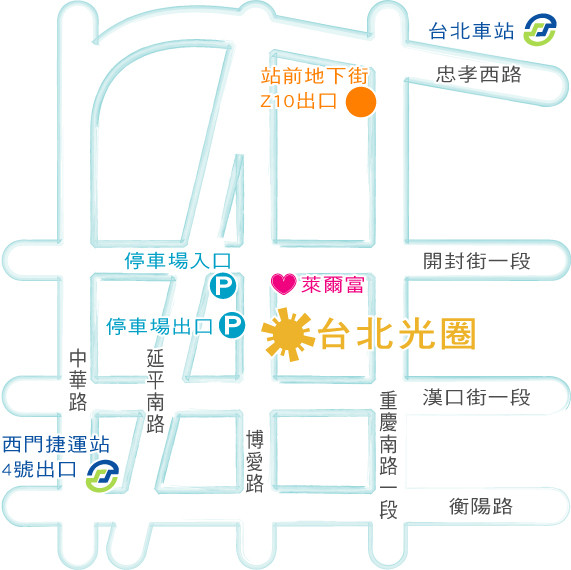 台北車站
忠孝西路
站前地下街
Z10出口
停車場入口
P
開封街一段
萊爾富
停車場出口
P
台北光圈
中華路
延平南路
重慶南路一段
漢口街一段
西門捷運站
4號出口
博愛路
衡陽路